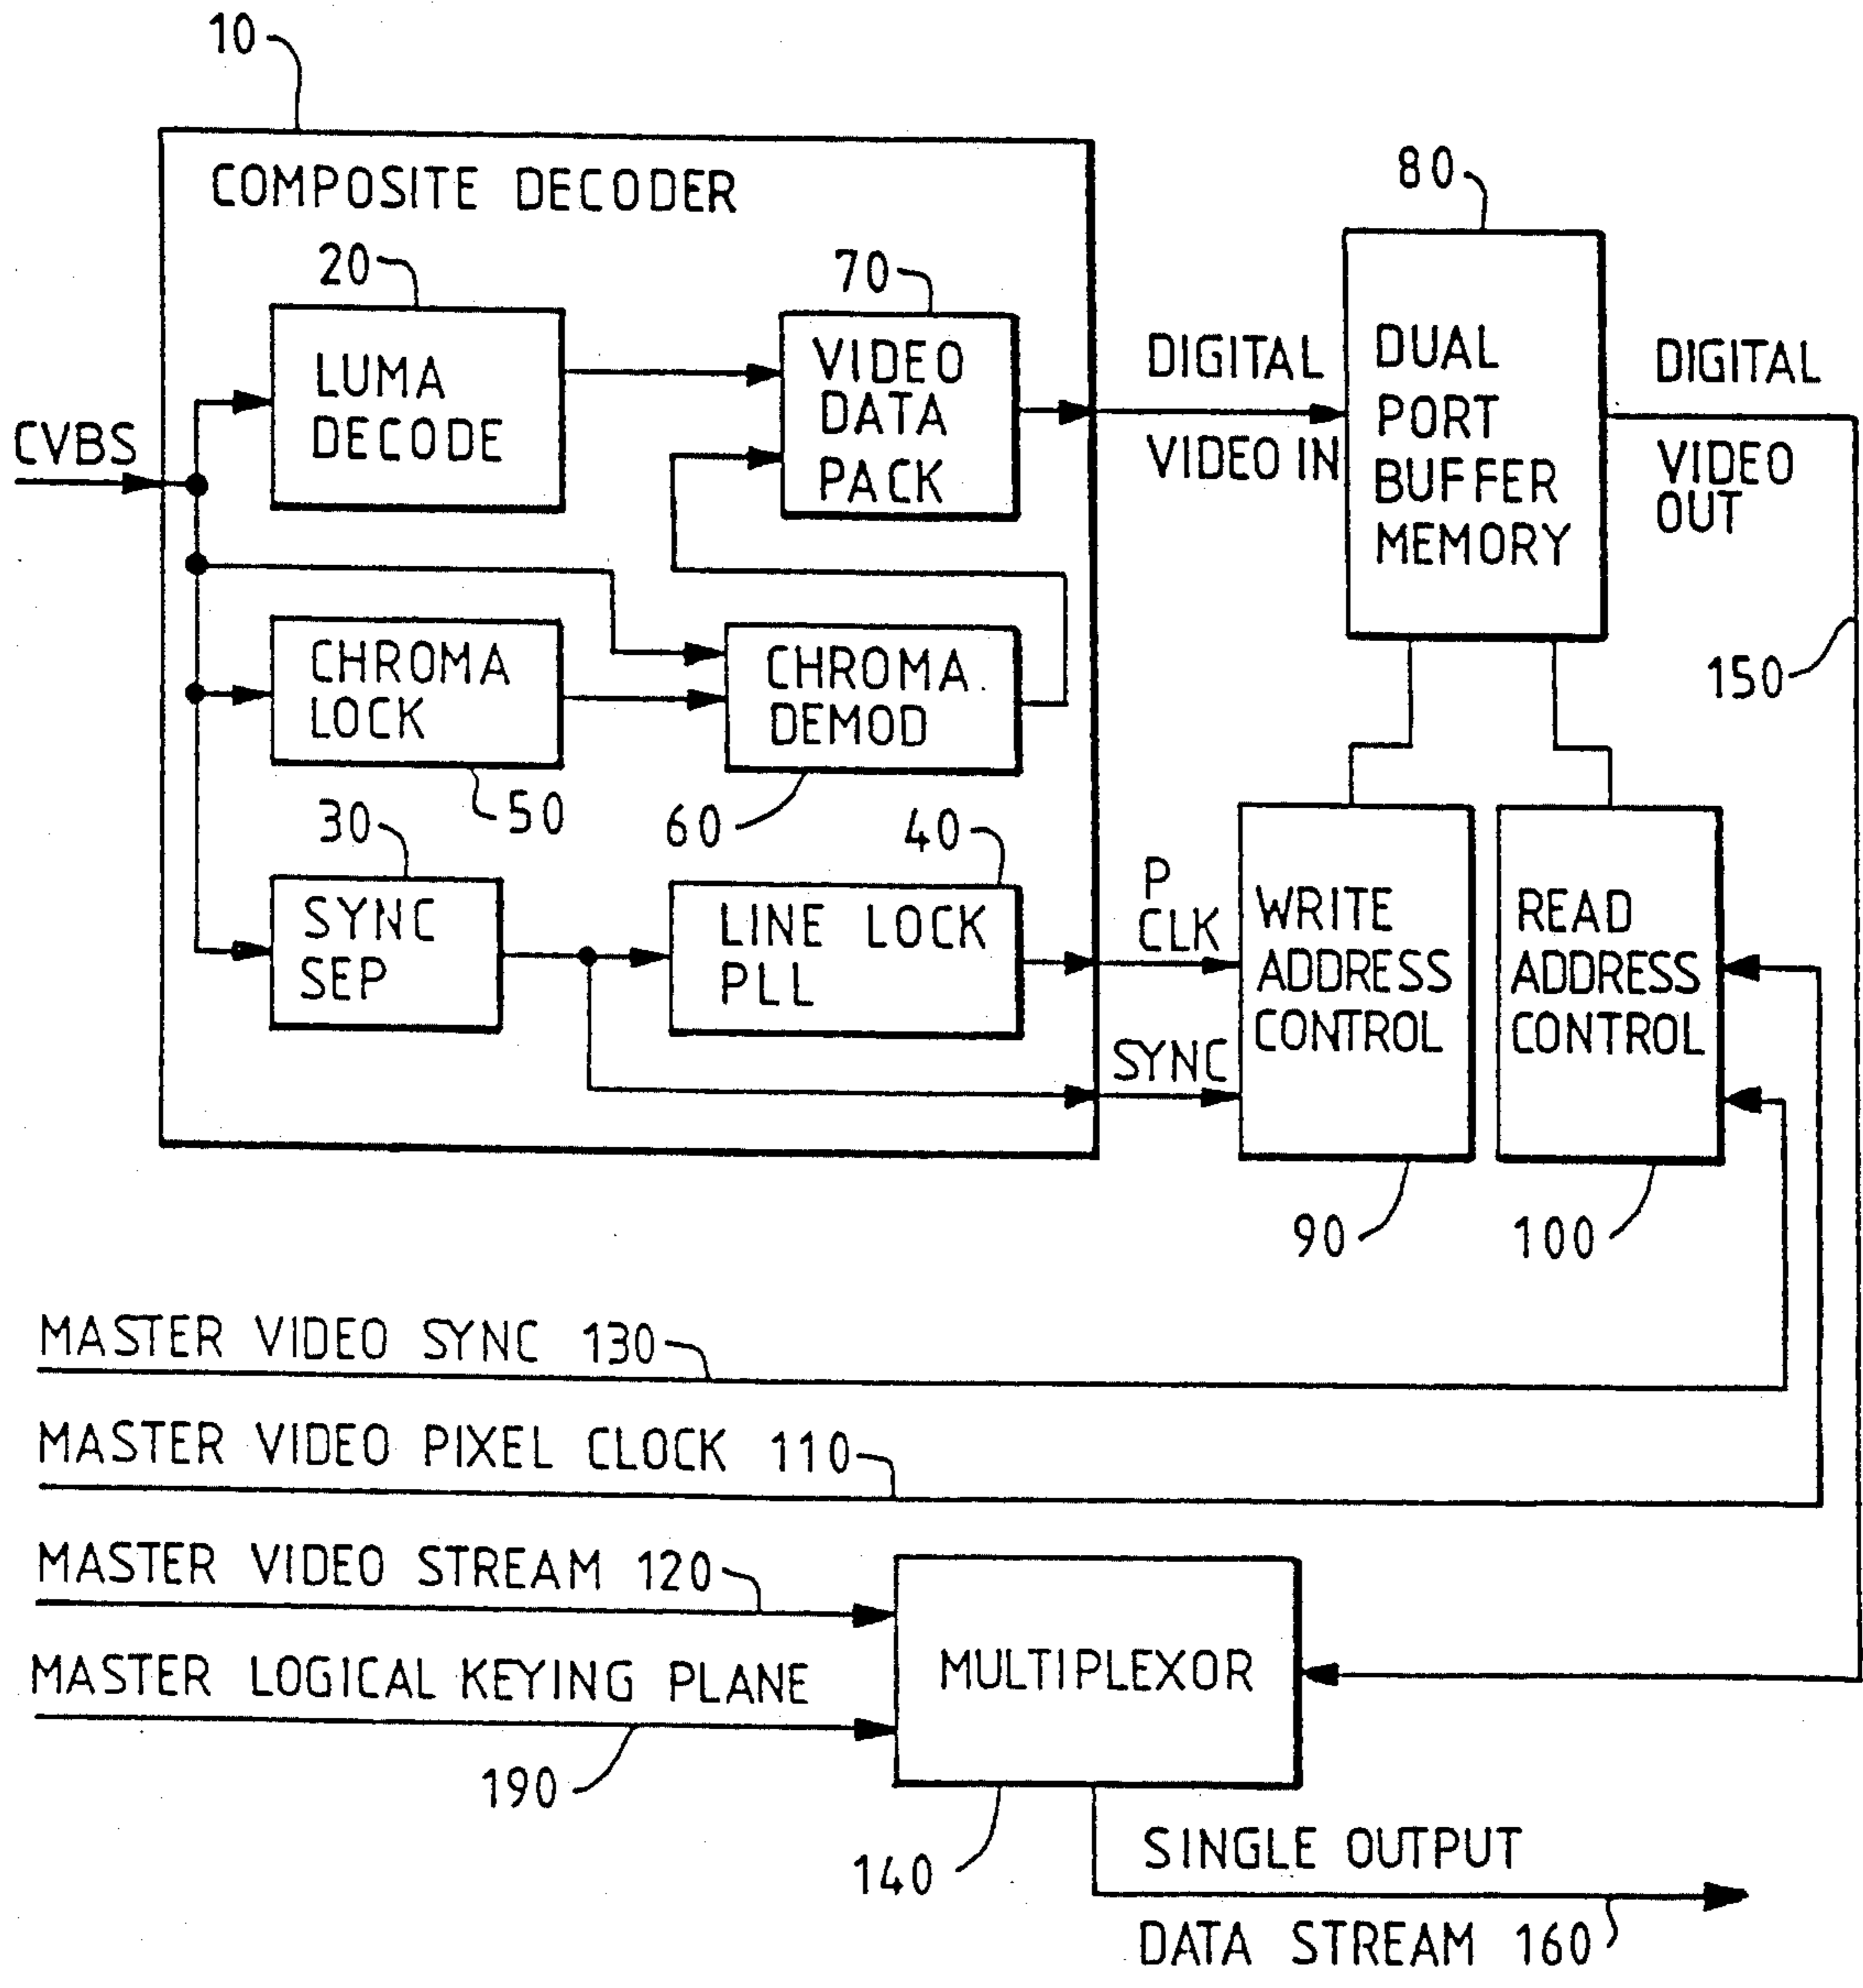 10
COMPOSITE DECODER
20
70
80
LUMA
DECODE
VIDEO
DATA
PACK
CVBS
DIGITAL
VIDEO IN
DUAL
PORT
BUFFER
MEMORY
DIGITAL
VIDEO
OUT
CHROMA
LOCK
50
CHROMA
DEMOD
60
150
30
40
SYNC
SEP
LINE LOCK
PLL
P
CLK
SYNC
WRITE
ADDRESS
CONTROL
READ
ADDRESS
CONTROL
90
100
MASTER VIDEO SYNC 130
MASTER VIDEO PIXEL CLOCK 110
MASTER VIDEO STREAM 120
MASTER LOGICAL KEYING PLANE
190
MULTIPLEXOR
140
SINGLE OUTPUT
DATA STREAM 160